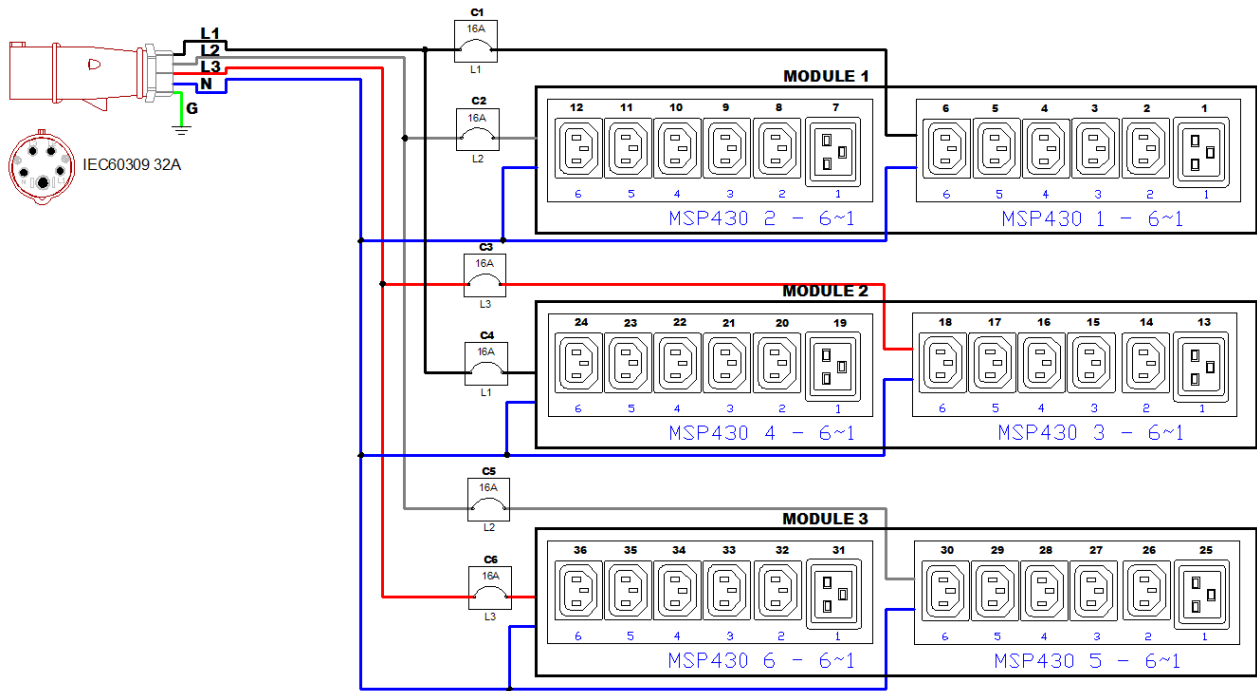 L1
L2
L3
N
G
IEC60309 32A
C1
16A
L1
C2
16A
L2
MODULE 1
12 11 10 9 8 7
6 5 4 3 2 1
MSP430 2 - 6~1
6 5 4 3 2 1
6 5 4 3 2 1
MSP430 1 - 6~1
C3
16A
L3
C4
16A
L1
MODULE 2
24 23 22 21 20 19
6 5 4 3 2 1
MSP430 4 - 6~1
18 17 16 15 14 13
6 5 4 3 2 1
MSP430 3 - 6~1
C5
16A
L2
C6
16A
L3
MODULE 3
36 35 34 33 32 31
6 5 4 3 2 1
MSP430 6 - 6~1
30 29 28 27 26 25
6 5 4 3 2 1
MSP430 5 - 6~1